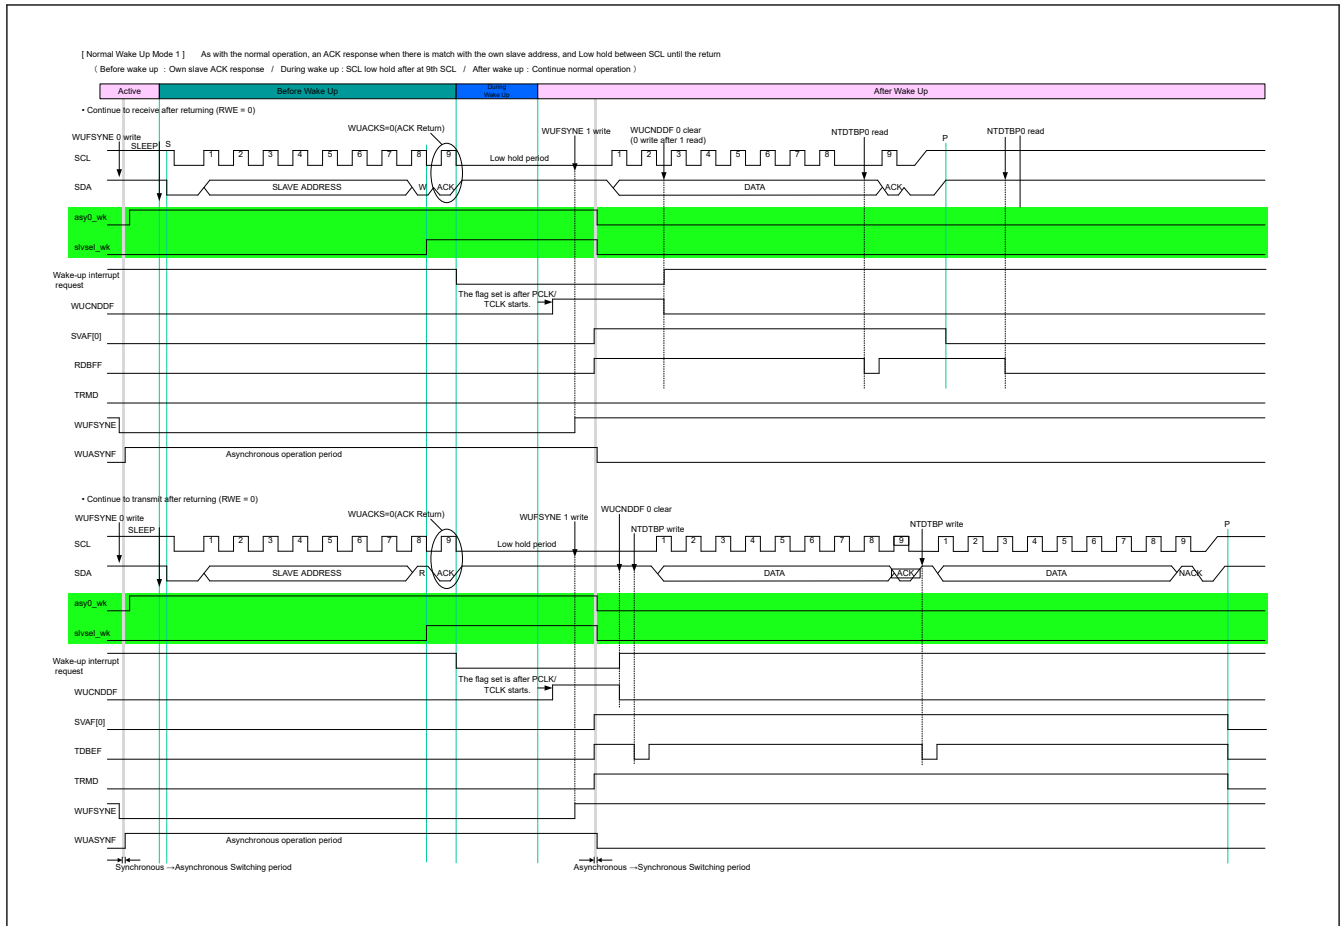 [ Normal Wake Up Mode 1 ] As with the normal operation, an ACK response when there is match with the own slave address, and Low hold between SCL until the return
( Before wake up : Own slave ACK response / During wake up : SCL low hold after at 9th SCL / After wake up : Continue normal operation )
Active Before Wake Up During Wake Up After Wake Up
• Continue to receive after returning (RWE = 0)
WUFSYNE 0 write
SLEEP S
WUACKS=0(ACK Return)
WUFSYNE 1 write
WUCNDDF 0 clear
(0 write after 1 read)
NTDTBP0 read
P
NTDTBP0 read
SCL 1 2 3 4 5 6 7 8 9 Low hold period 1 2 3 4 5 6 7 8 9
SDA SLAVE ADDRESS W ACK DATA ACK
asy0_wk
slvsel_wk
Wake-up interrupt
request
The flag set is after PCLK/
TCLK starts.
WUCNDDF
SVAF[0]
RDBFF
TRMD
WUFSYNE
WUASYNF Asynchronous operation period
• Continue to transmit after returning (RWE = 0)
WUFSYNE 0 write
SLEEP
WUACKS=0(ACK Return)
WUFSYNE 1 write
WUCNDDF 0 clear
NTDTBP write
NTDTBP write
P
SCL 1 2 3 4 5 6 7 8 9 Low hold period 1 2 3 4 5 6 7 8 9 1 2 3 4 5 6 7 8 9
SDA SLAVE ADDRESS R ACK DATA ACK DATA NACK
asy0_wk
slvsel_wk
Wake-up interrupt
request
The flag set is after PCLK/
TCLK starts.
WUCNDDF
SVAF[0]
TDBEF
TRMD
WUFSYNE
WUASYNF Asynchronous operation period
Synchronous →Asynchronous Switching period
Asynchronous →Synchronous Switching period